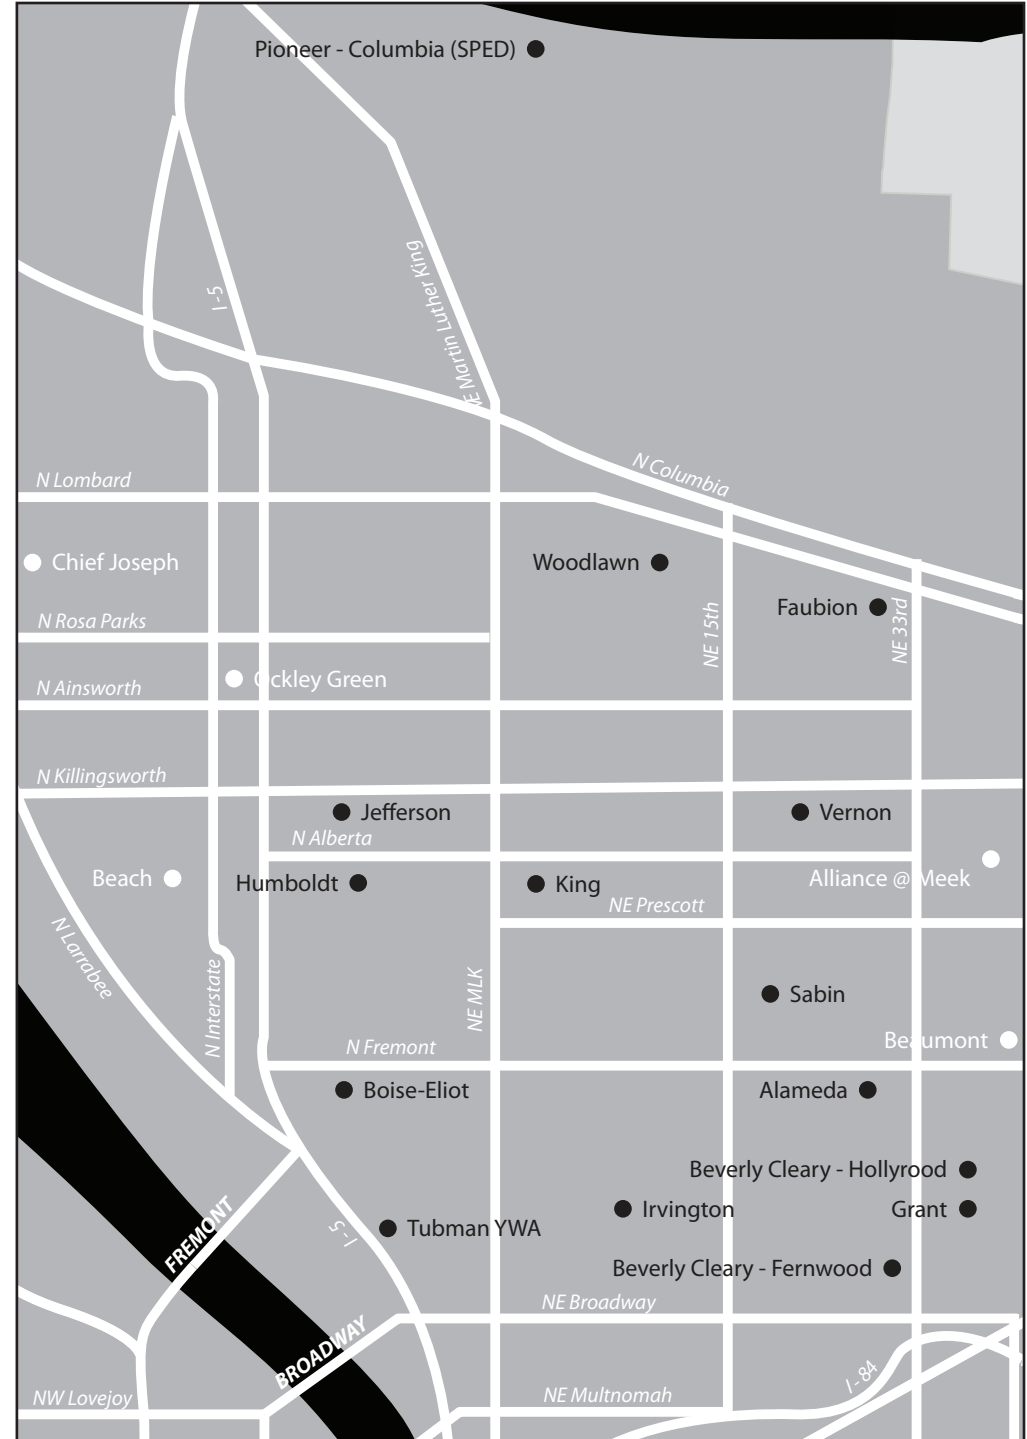 Pioneer - Columbia (SPED)
I-5
NE Martin Luther King
N Columbia
N Lombard
Chief Joseph
Woodlawn
Faubion
NE 15th
NE 33rd
N Rosa Parks
Ockley Green
N Ainsworth
N Killingsworth
Jefferson
Vernon
N Alberta
Beach
Humboldt
King
Alliance @ Meek
NE Prescott
N Larrabee
N Interstate
NE MLK
Sabin
Beaumont
N Fremont
Boise-Eliot
Alameda
Beverly Cleary - Hollyrood
Irvington
Grant
FREMONT
I-5
Tubman YWA
Beverly Cleary - Fernwood
NE Broadway
BROADWAY
I-84
NW Lovejoy
NE Multnomah